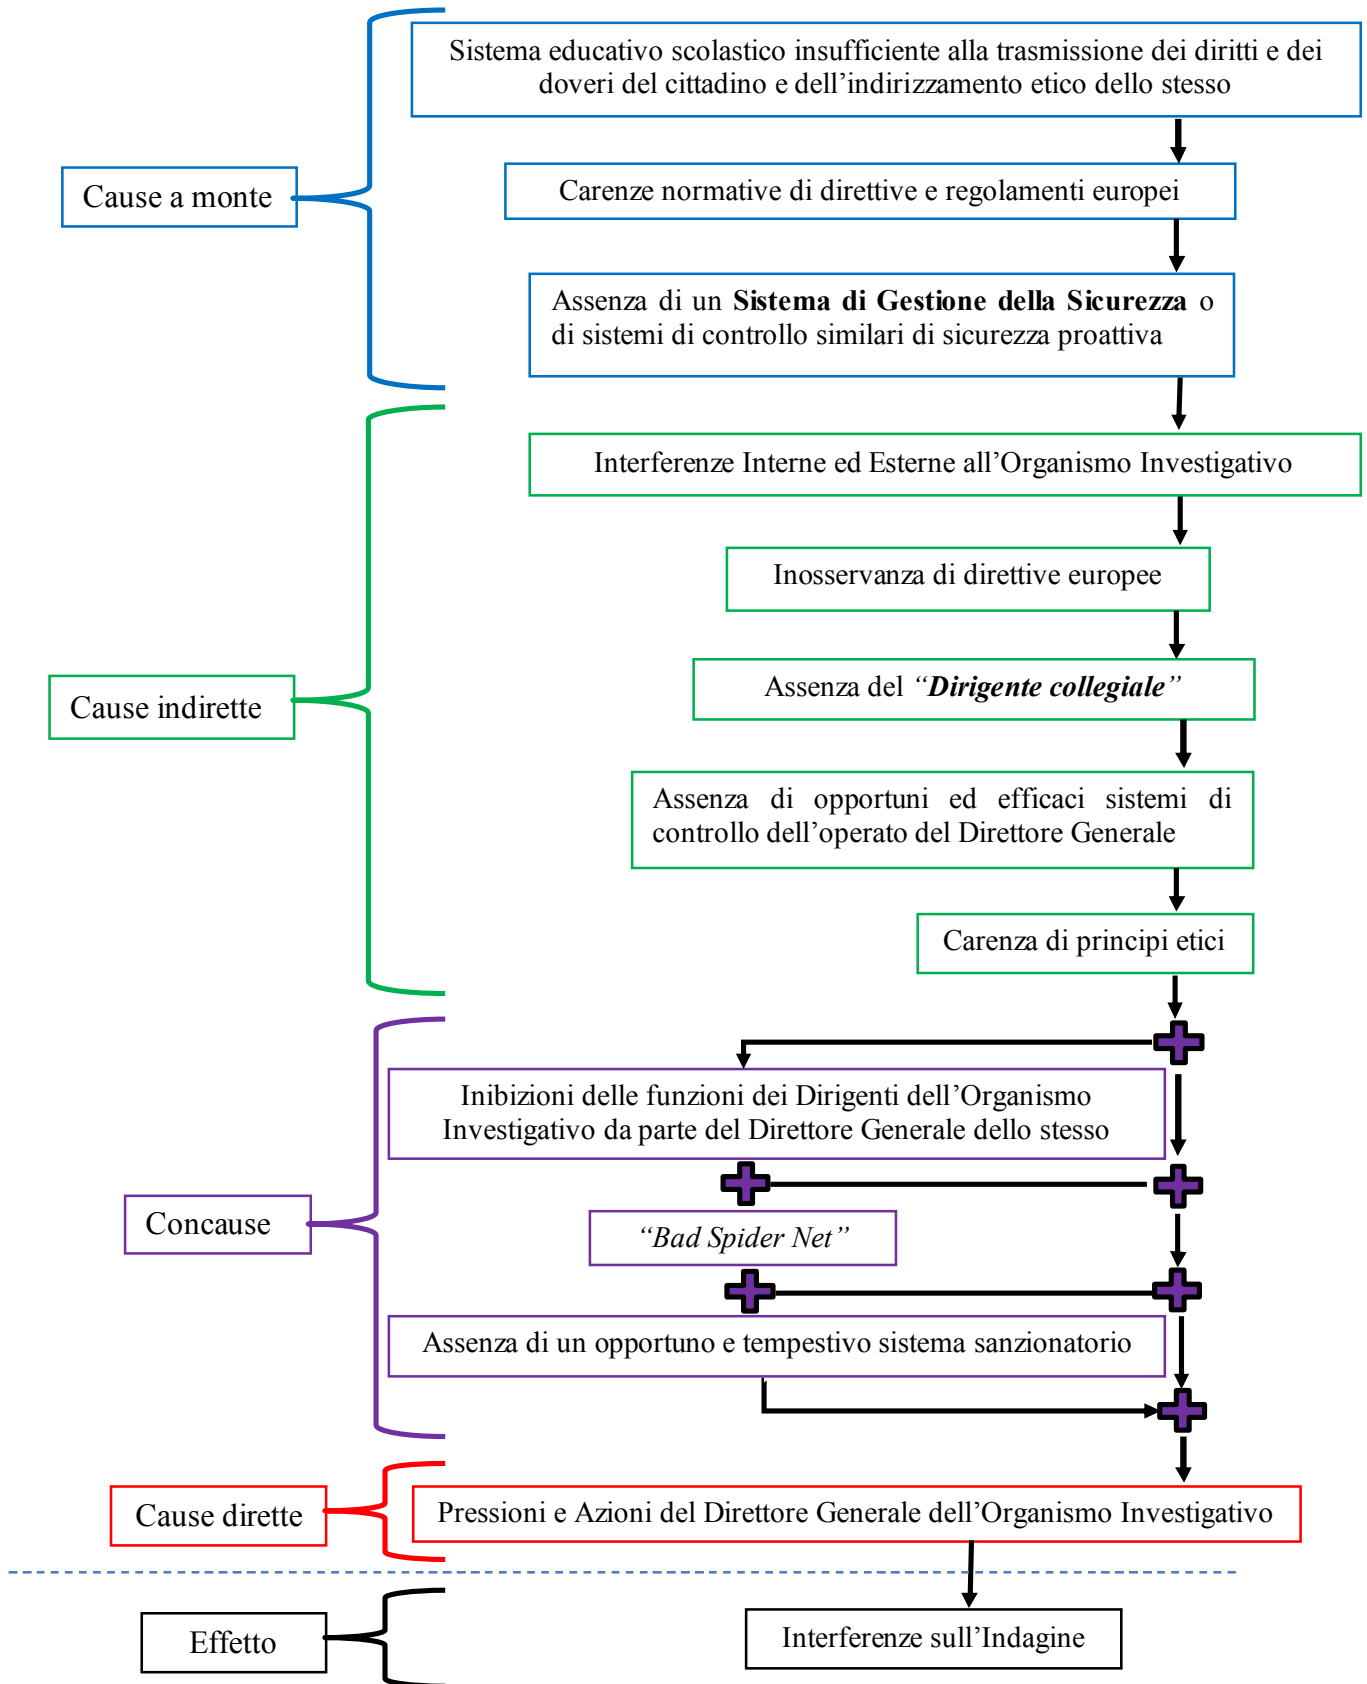 Sistema educativo scolastico insufficiente alla trasmissione dei diritti e dei
doveri del cittadino e dell’indirizzamento etico dello stesso
Cause a monte
Carenze normative di direttive e regolamenti europei
Assenza di un Sistema di Gestione della Sicurezza o
di sistemi di controllo similari di sicurezza proattiva
Interferenze Interne ed Esterne all’Organismo Investigativo
Inosservanza di direttive europee
Cause indirette
Assenza del “Dirigente collegiale”
Assenza di opportuni ed efficaci sistemi di
controllo dell’operato del Direttore Generale
Carenza di principi etici
Inibizioni delle funzioni dei Dirigenti dell’Organismo
Investigativo da parte del Direttore Generale dello stesso
Concause
“Bad Spider Net”
Assenza di un opportuno e tempestivo sistema sanzionatorio
Cause dirette
Pressioni e Azioni del Direttore Generale dell’Organismo Investigativo
Effetto
Interferenze sull’Indagine